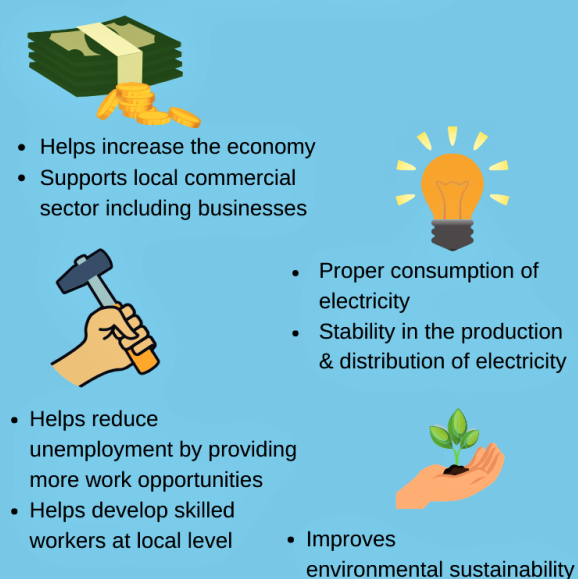 • Helps increase the economy
• Supports local commercial
sector including businesses
• Proper consumption of
electricity
• Stability in the production
& distribution of electricity
• Helps reduce
unemployment by providing
more work opportunities
• Helps develop skilled
workers at local level
• Improves
environmental sustainability